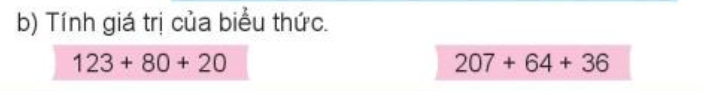 b) Tính giá trị của biểu thức.
123 + 80 + 20 207 + 64 + 36